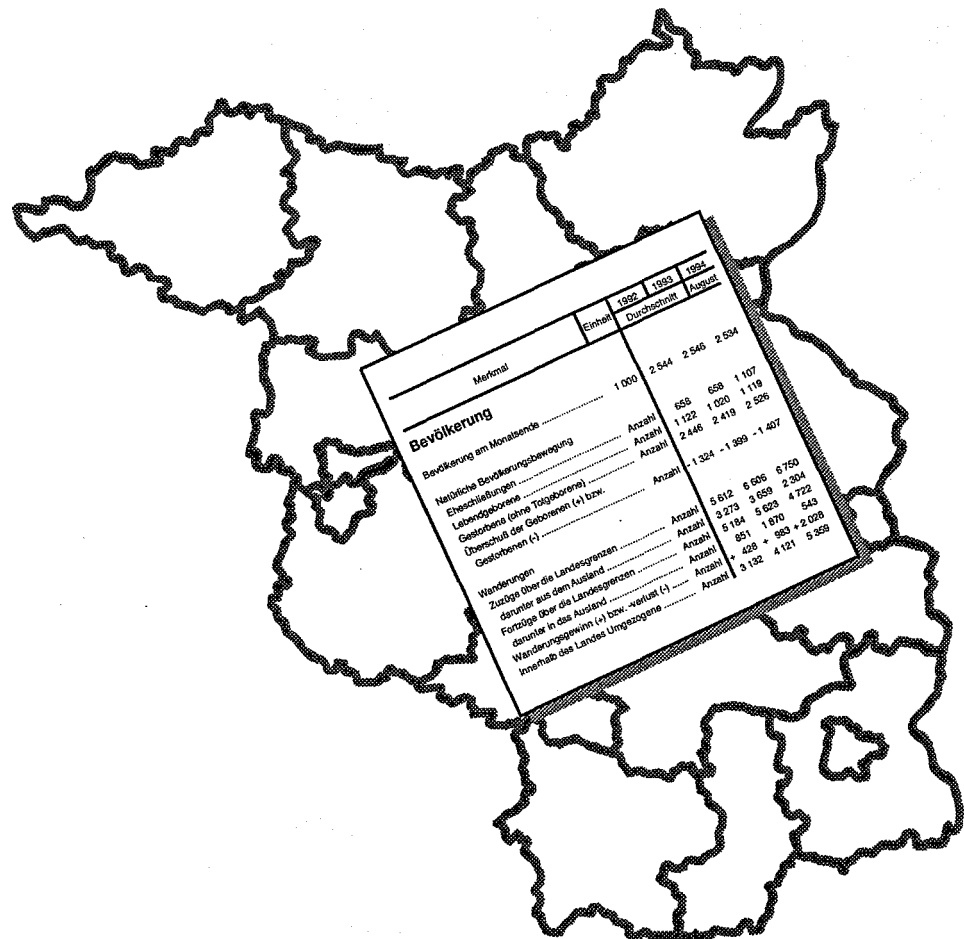 Merkmal Einheit 1992 1993 1994
Durchschnitt August
Bevölkerung
Bevölkerung am Monatsende 1 000 2 544 2 546 2 534
Natürliche Bevölkerungsbewegung
Eheschließungen Anzahl 658 658 1 107
Lebendgeborene Anzahl 1 122 1 020 1 119
Gestorbene (ohne Totgeborene) Anzahl 2 446 2 419 2 526
Überschuß der Geborenen (+) bzw.
Gestorbenen (-) Anzahl - 1 324 - 1 399 - 1 407
Wanderungen
Zuzüge über die Landesgrenzen Anzahl 5 612 6 606 6 750
darunter aus dem Ausland Anzahl 3 273 3 659 2 304
Fortzüge über die Landesgrenzen Anzahl 5 184 5 623 4 722
darunter in das Ausland Anzahl 851 1 870 543
Wanderungsgewinn (+) bzw. -verlust (-) Anzahl + 428 + 983 + 2 028
Innerhalb des Landes Umgezogene Anzahl 3 132 4 121 5 359